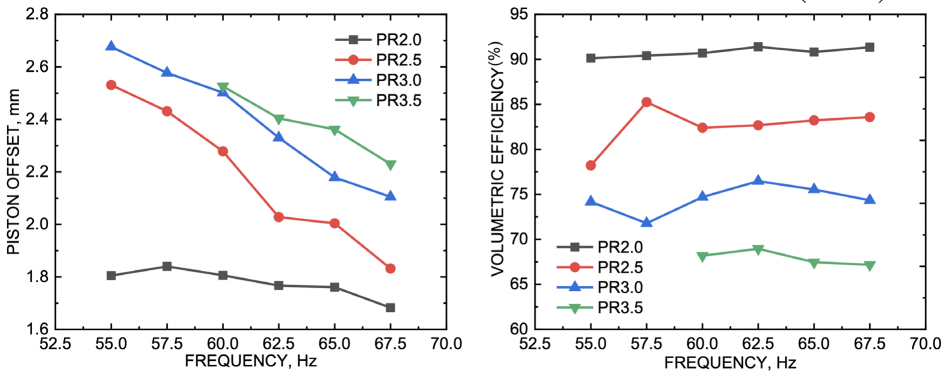 2.8
2.6
2.4
2.2
2.0
1.8
1.6
PISTON OFFSET, mm
PR2.0
PR2.5
PR3.0
PR3.5
52.5 55.0 57.5 60.0 62.5 65.0 67.5 70.0
FREQUENCY, Hz
95
90
85
80
75
70
65
60
VOLUMETRIC EFFICIENCY(%)
PR2.0
PR2.5
PR3.0
PR3.5
52.5 55.0 57.5 60.0 62.5 65.0 67.5 70.0
FREQUENCY, Hz